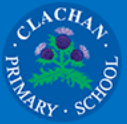 · CLACHAN ·
PRIMARY · SCHOOL